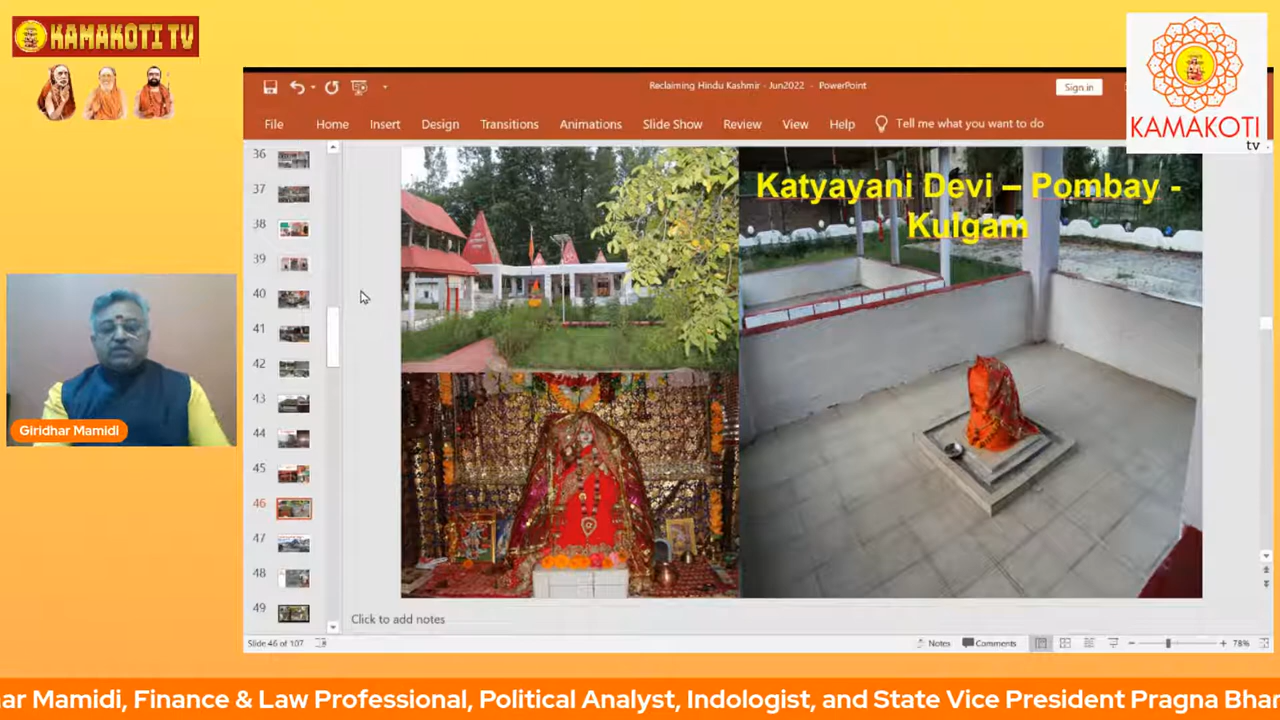 KAMAKOTI TV
KAMAKOTI
tv
Reclaiming Hindu Kashmir - Jun2022 - PowerPoint
Sign in
File Home Insert Design Transitions Animations Slide Show Review View Help Tell me what you want to do
36
37
38
39
40
41
42
43
44
45
46
47
48
49
Katyayani Devi – Pombay -
Kulgam
Giridhar Mamidi
Click to add notes
Slide 46 of 107
Notes Comments
78%
ar Mamidi, Finance & Law Professional, Political Analyst, Indologist, and State Vice President Pragna Bhar